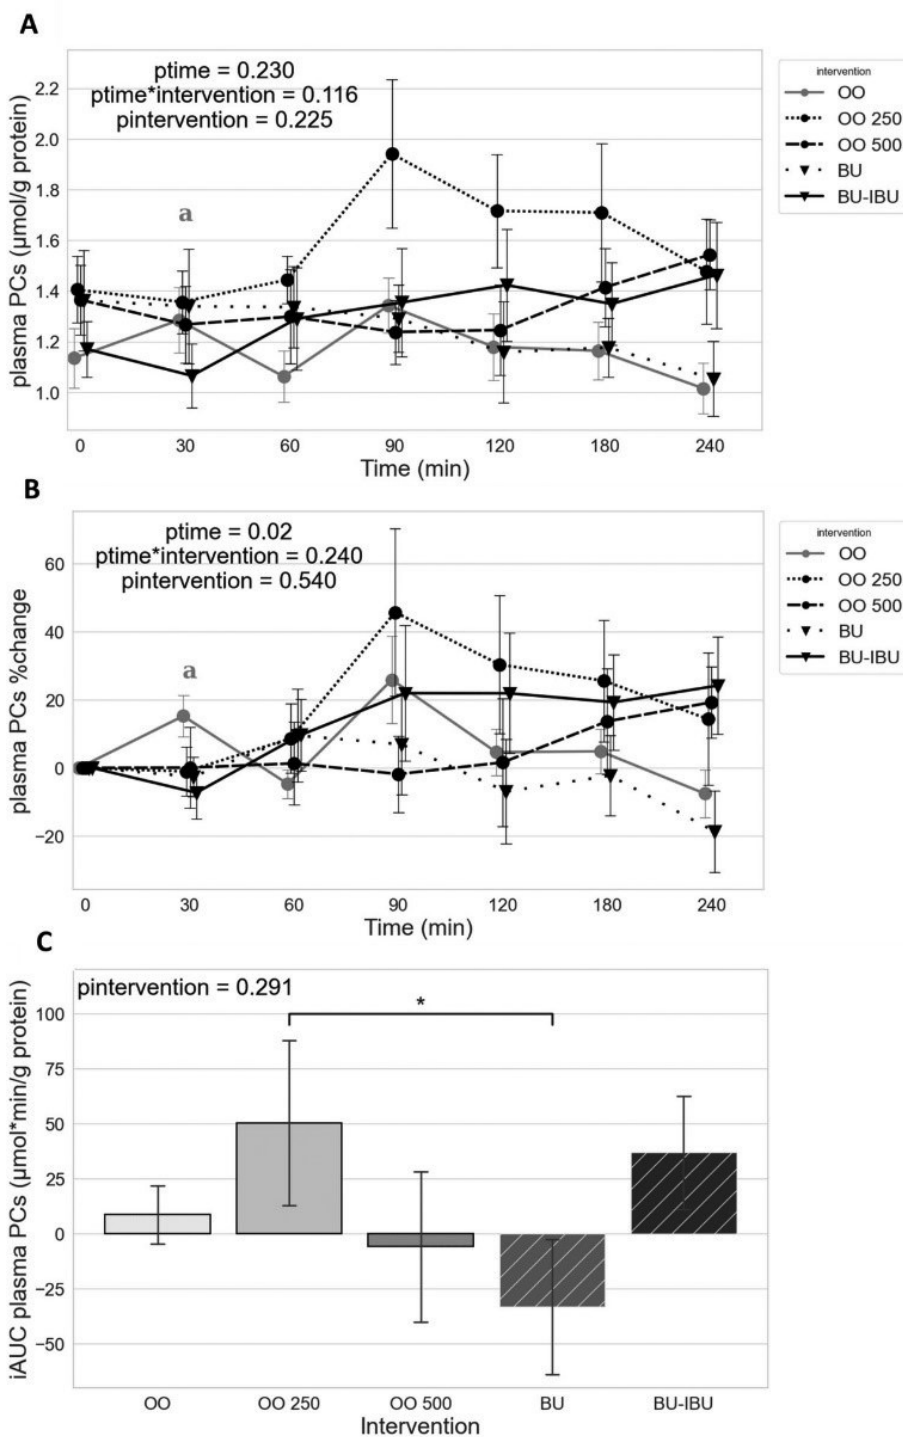 A
ptime = 0.230
ptime*intervention = 0.116
pintervention = 0.225
plasma PCs (µmol/g protein)
2.2
2.0
1.8
1.6
1.4
1.2
1.0
a
0 30 60 90 120 180 240
Time (min)
intervention
OO
OO 250
OO 500
BU
BU-IBU
B
ptime = 0.02
ptime*intervention = 0.240
pintervention = 0.540
plasma PCs %change
60
40
20
0
−20
a
0 30 60 90 120 180 240
Time (min)
intervention
OO
OO 250
OO 500
BU
BU-IBU
C
pintervention = 0.291
*
iAUC plasma PCs (µmol*min/g protein)
100
75
50
25
0
−25
−50
OO OO 250 OO 500 BU BU-IBU
Intervention